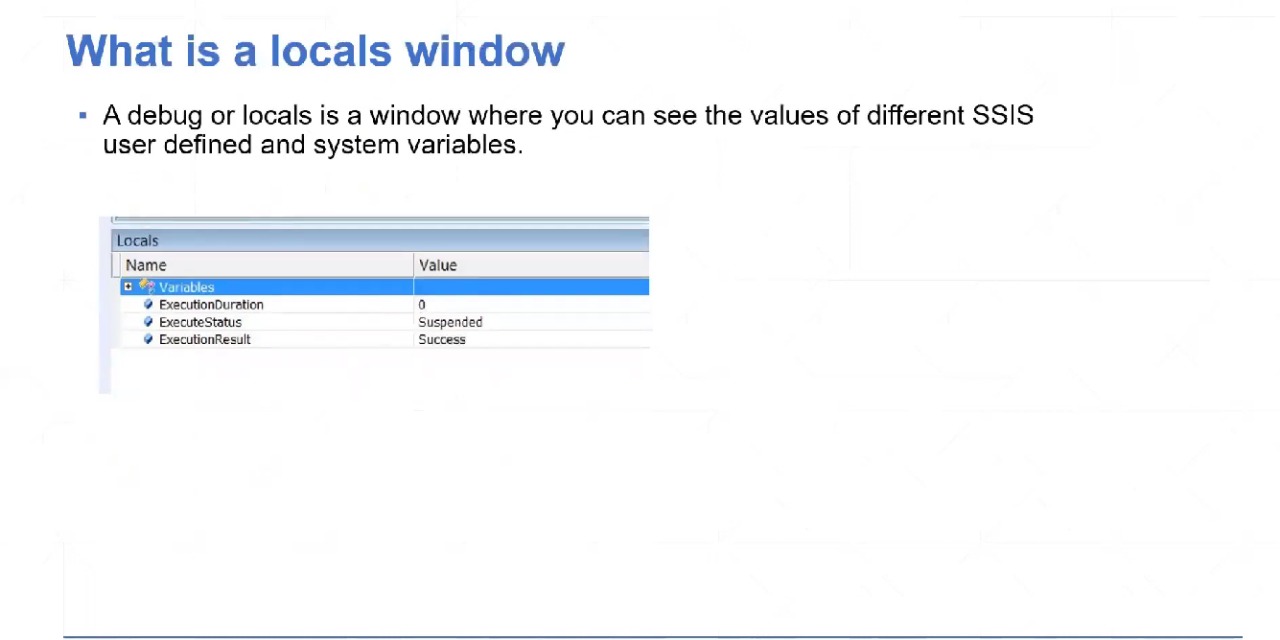 What is a locals window
▪ A debug or locals is a window where you can see the values of different SSIS
user defined and system variables.
Locals
Name Value
Variables
ExecutionDuration 0
ExecuteStatus Suspended
ExecutionResult Success